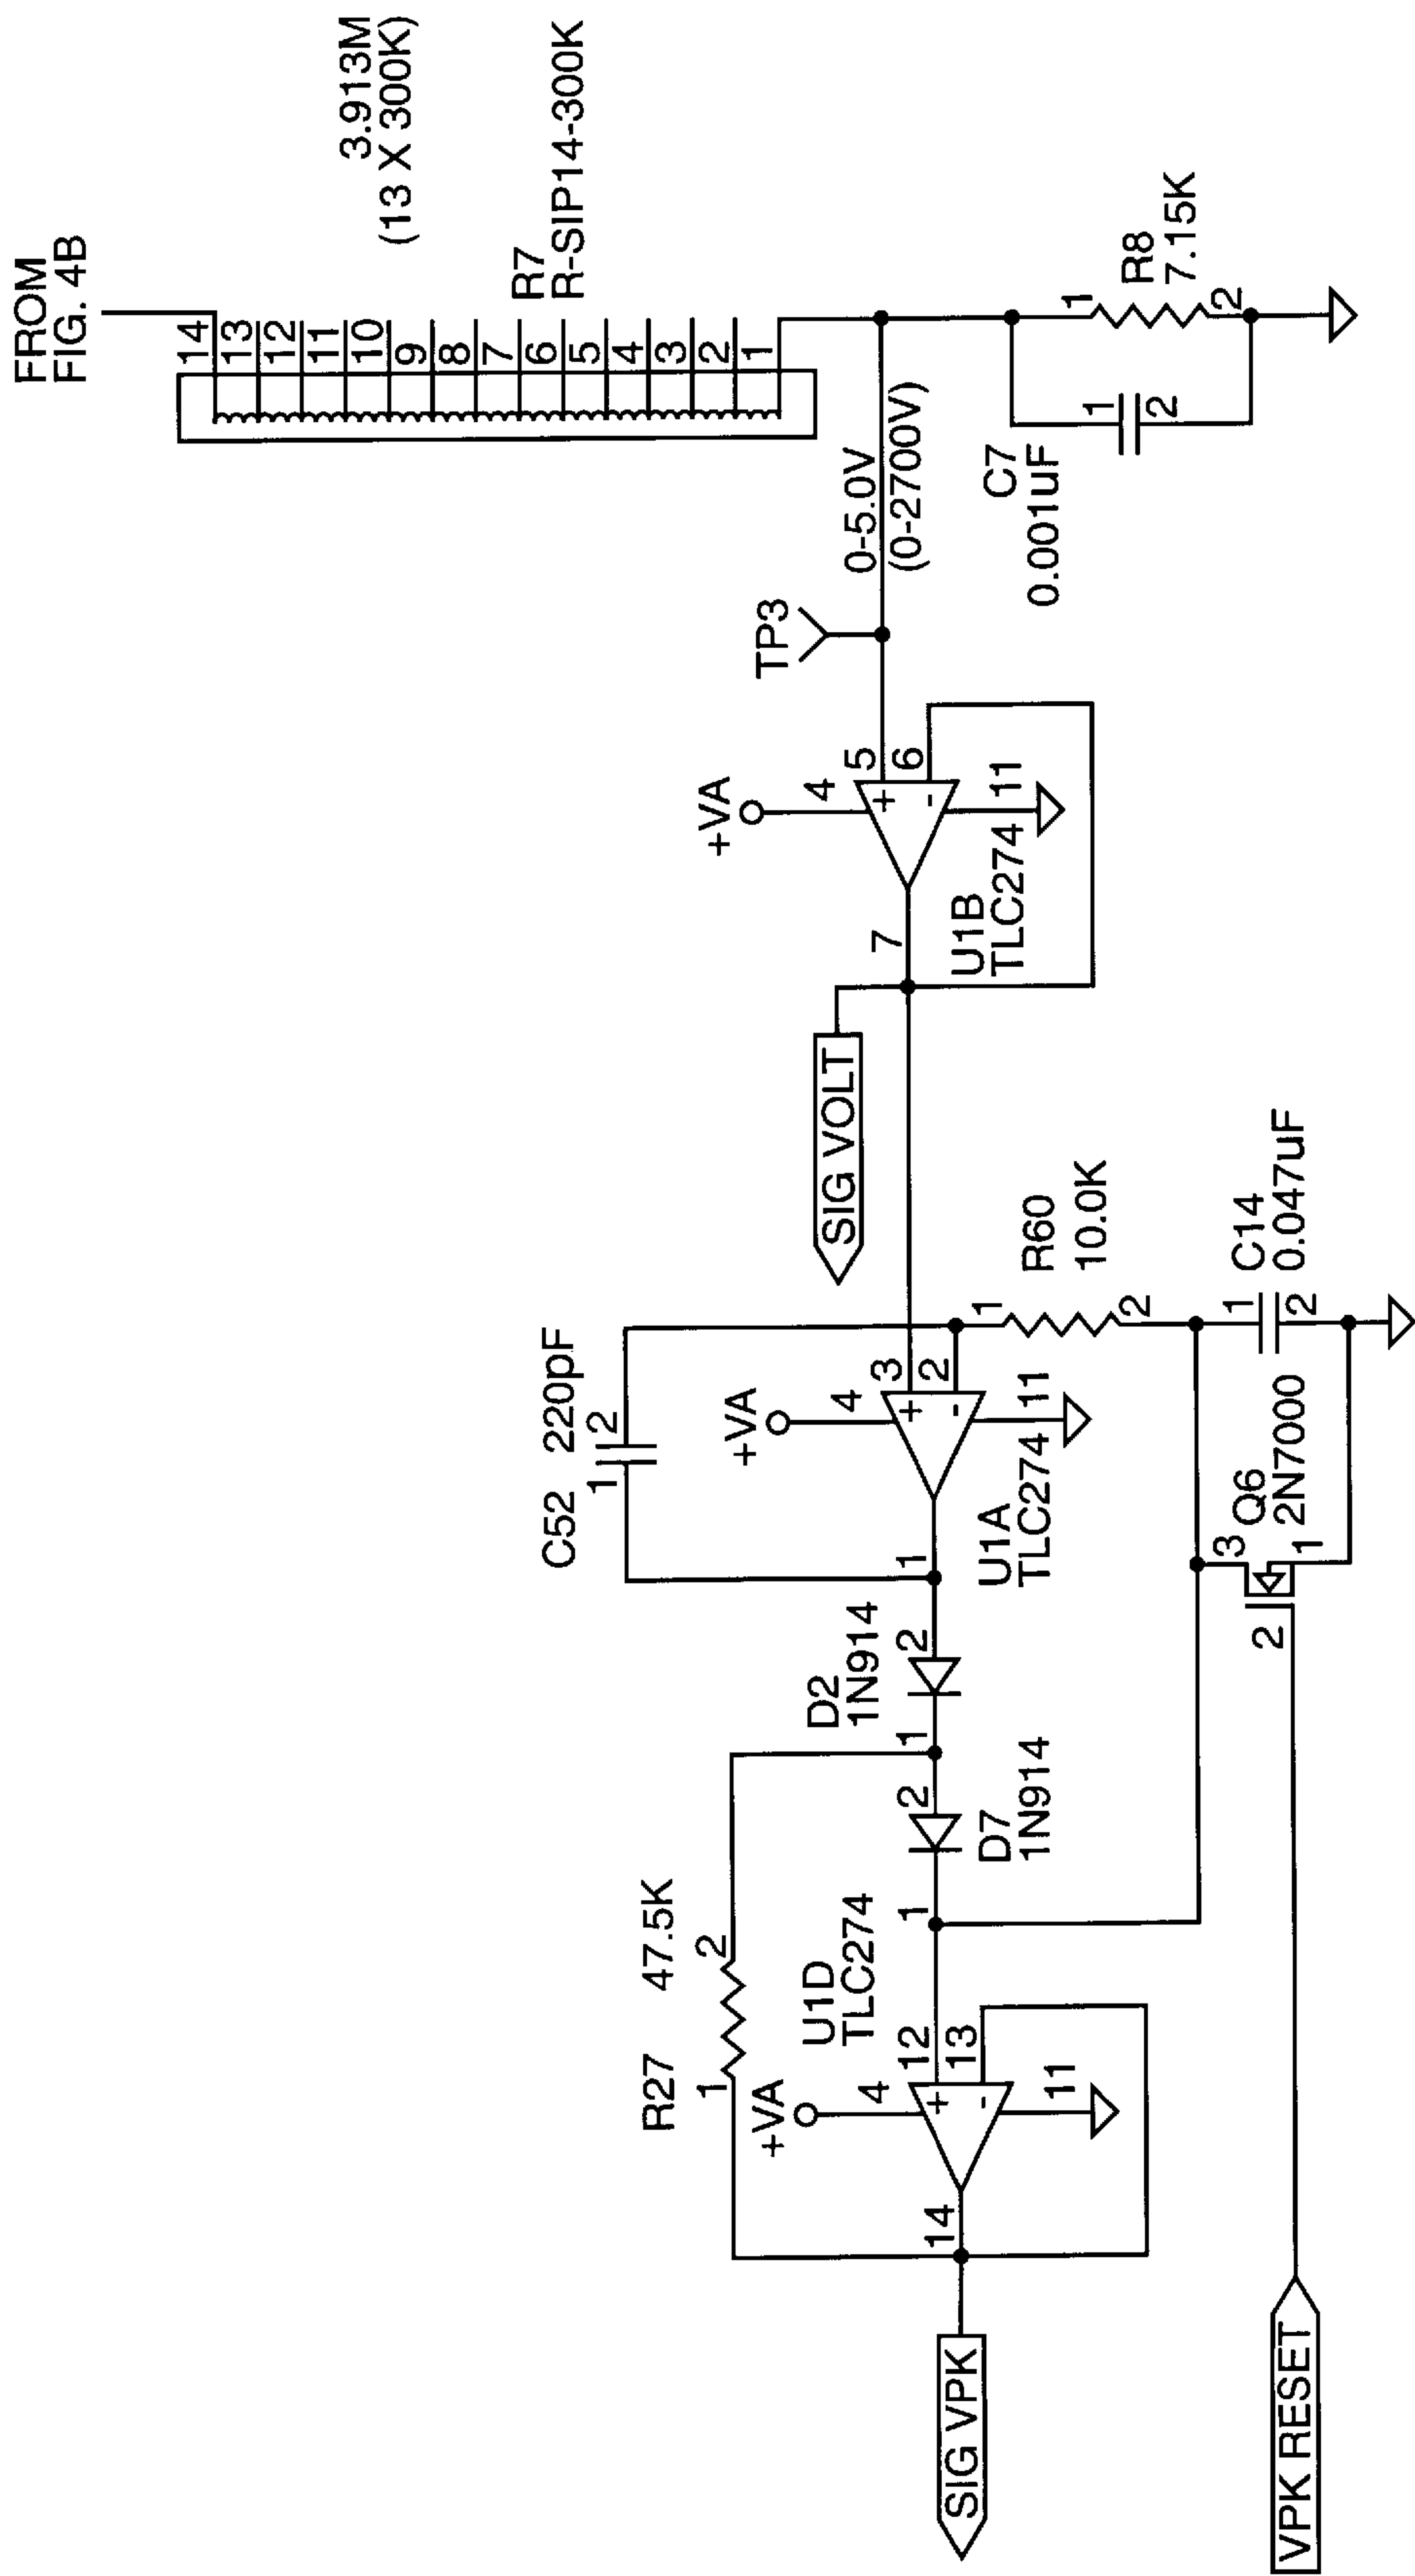 FROM
FIG. 4B
3.913M
(13 X 300K)
14
13
12
11
10
9
8
7
6
5
4
3
2
1
R7
R-SIP14-300K
0-5.0V
(0-2700V)
TP3
C7
0.001uF
1
2
R8
7.15K
1
2
+VA
4
5
6
+
-
11
7
U1B
TLC274
SIG VOLT
C52 220pF
1
2
+VA
4
3
2
+
-
11
1
U1A
TLC274
R60
10.0K
1
2
C14
0.047uF
1
2
Q6
2N7000
3
1
2
D2
1N914
2
1
D7
1N914
2
1
R27 47.5K
1
2
U1D
TLC274
+VA
4
12
13
+
-
11
14
SIG VPK
VPK RESET